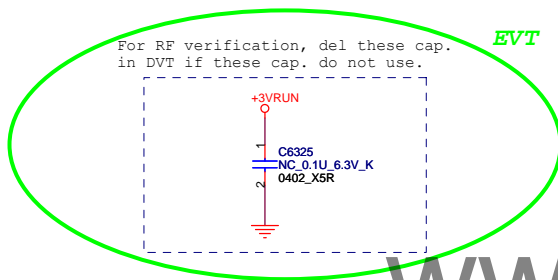 EVT
For RF verification, del these cap.
in DVT if these cap. do not use.
+3VRUN
1
C6325
NC_0.1U_6.3V_K
0402_X5R
2
WW